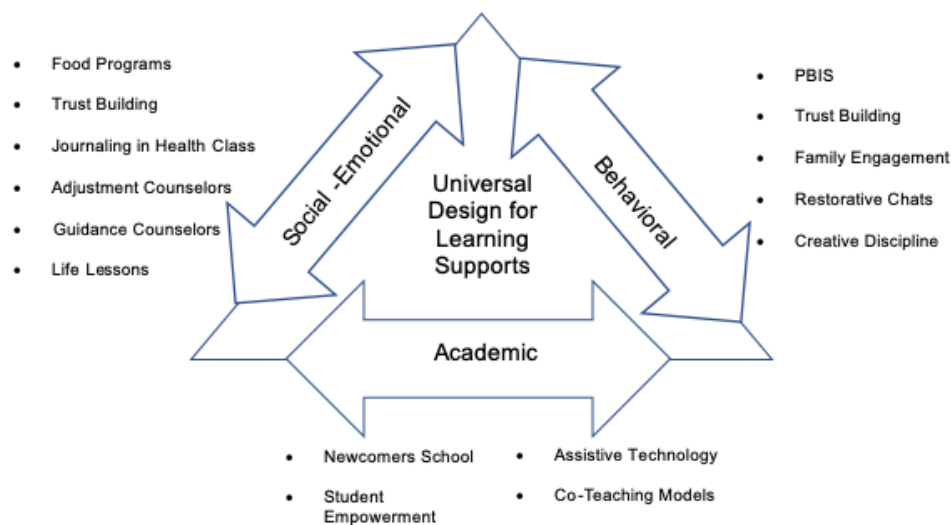 Food Programs
Trust Building
Journaling in Health Class
Adjustment Counselors
Guidance Counselors
Life Lessons
Social -Emotional
Universal
Design for
Learning
Supports
Behavioral
PBIS
Trust Building
Family Engagement
Restorative Chats
Creative Discipline
Academic
Newcomers School
Student
Empowerment
Assistive Technology
Co-Teaching Models